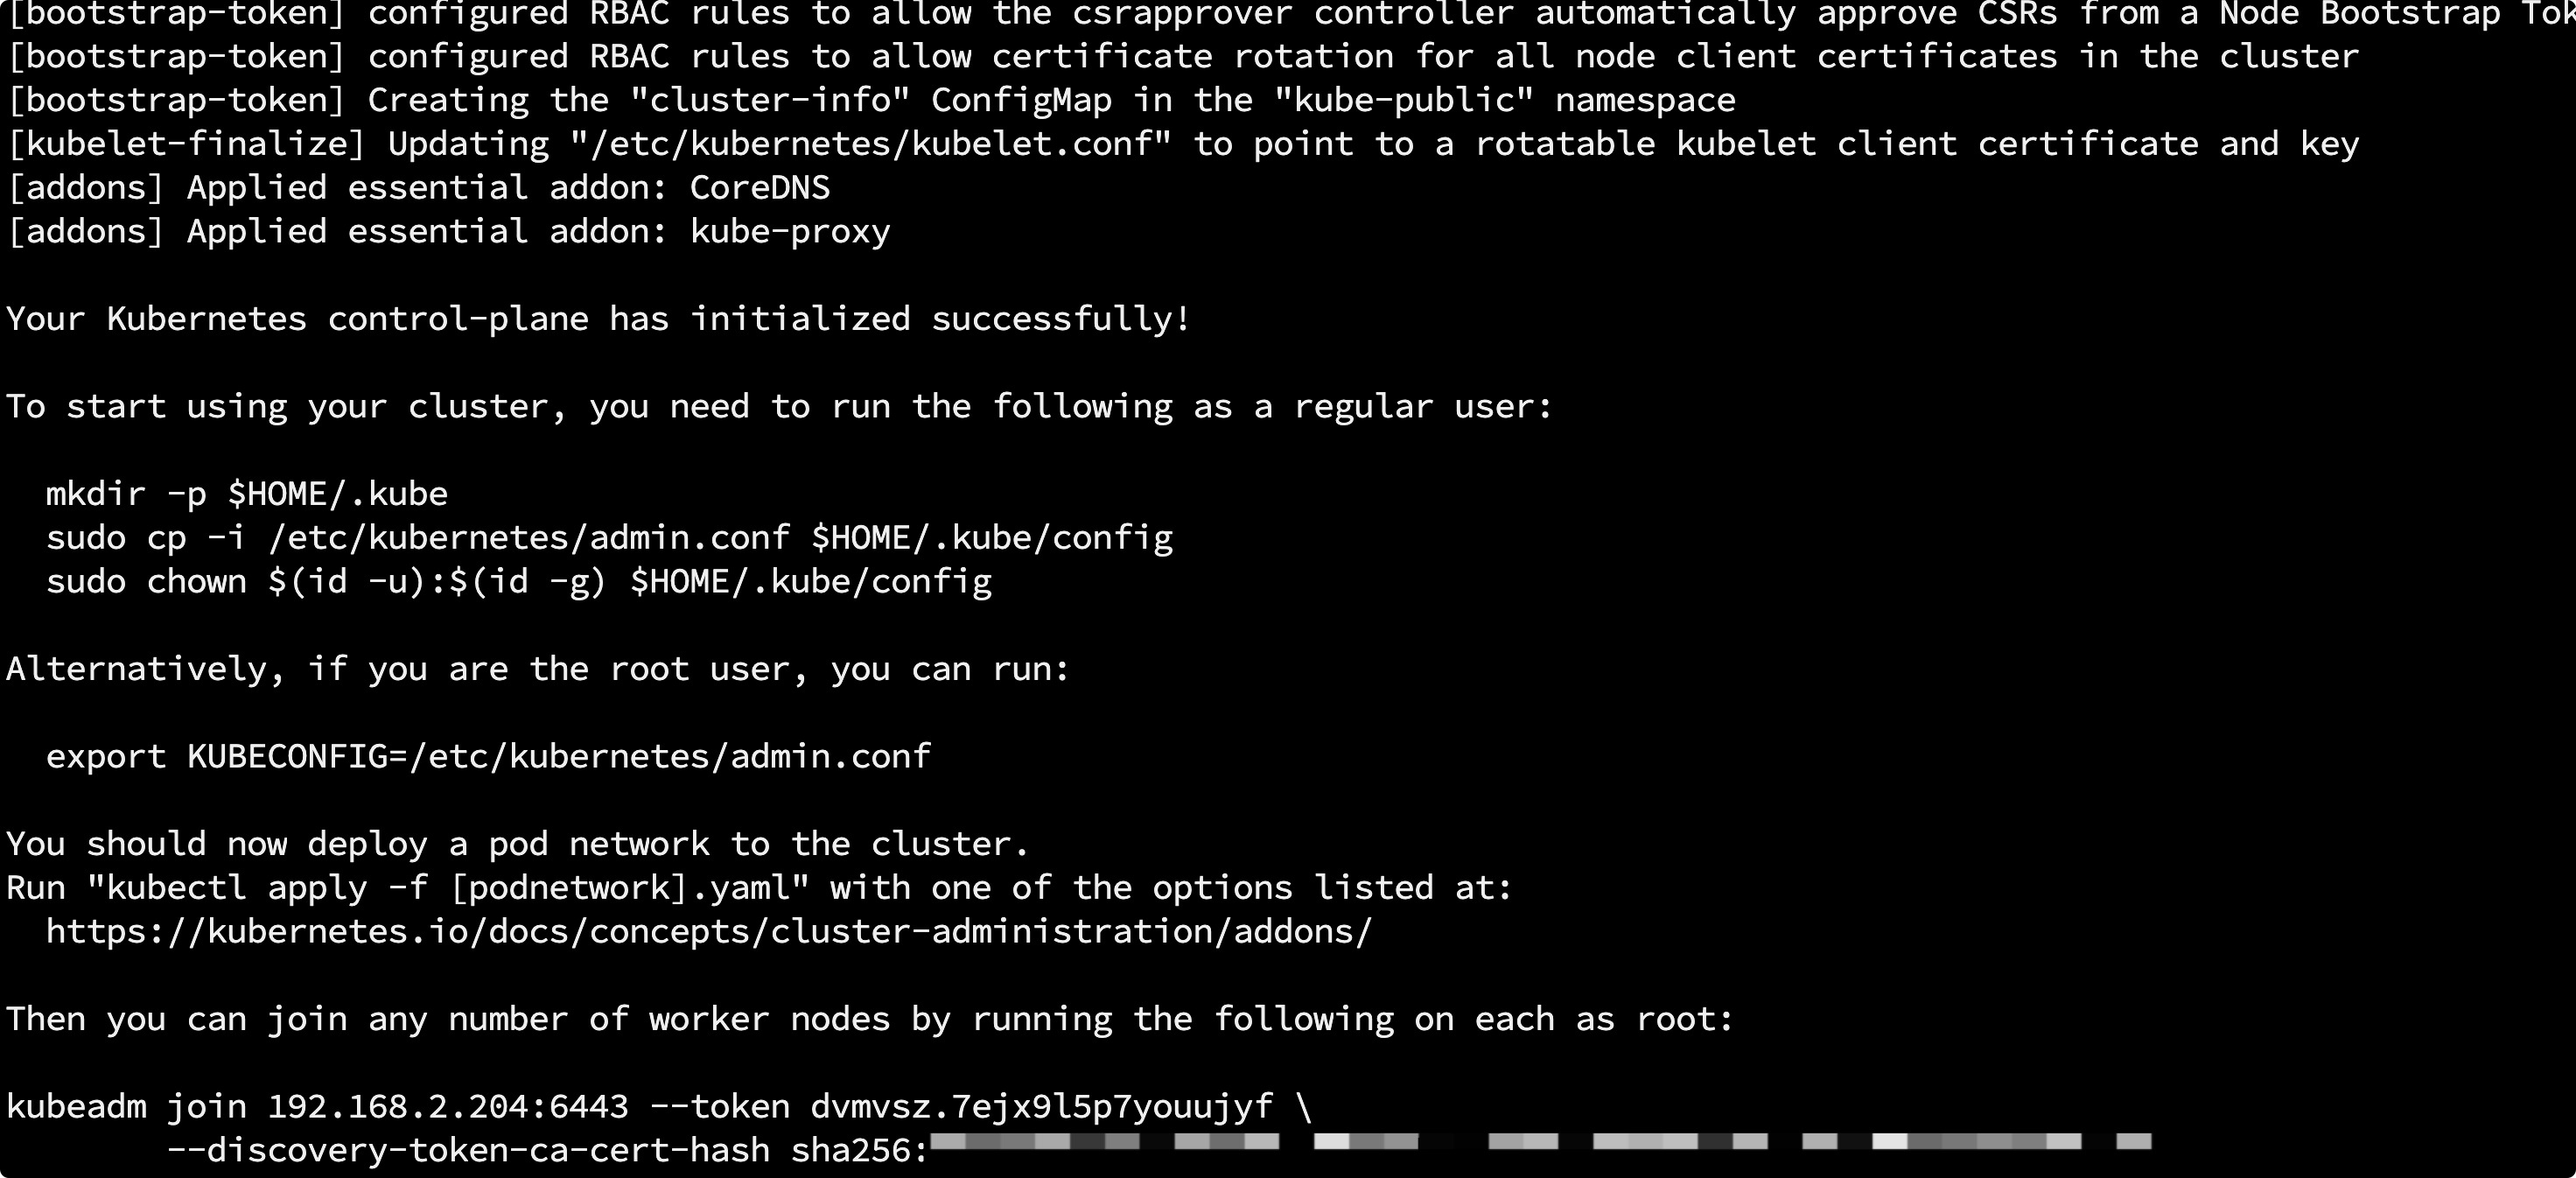 [bootstrap-token] configured RBAC rules to allow the csrapprover controller automatically approve CSRs from a Node Bootstrap Tok
[bootstrap-token] configured RBAC rules to allow certificate rotation for all node client certificates in the cluster
[bootstrap-token] Creating the "cluster-info" ConfigMap in the "kube-public" namespace
[kubelet-finalize] Updating "/etc/kubernetes/kubelet.conf" to point to a rotatable kubelet client certificate and key
[addons] Applied essential addon: CoreDNS
[addons] Applied essential addon: kube-proxy
Your Kubernetes control-plane has initialized successfully!
To start using your cluster, you need to run the following as a regular user:
mkdir -p $HOME/.kube
sudo cp -i /etc/kubernetes/admin.conf $HOME/.kube/config
sudo chown $(id -u):$(id -g) $HOME/.kube/config
Alternatively, if you are the root user, you can run:
export KUBECONFIG=/etc/kubernetes/admin.conf
You should now deploy a pod network to the cluster.
Run "kubectl apply -f [podnetwork].yaml" with one of the options listed at:
https://kubernetes.io/docs/concepts/cluster-administration/addons/
Then you can join any number of worker nodes by running the following on each as root:
kubeadm join 192.168.2.204:6443 --token dvmvsz.7ejx9l5p7youujyf \
--discovery-token-ca-cert-hash sha256: